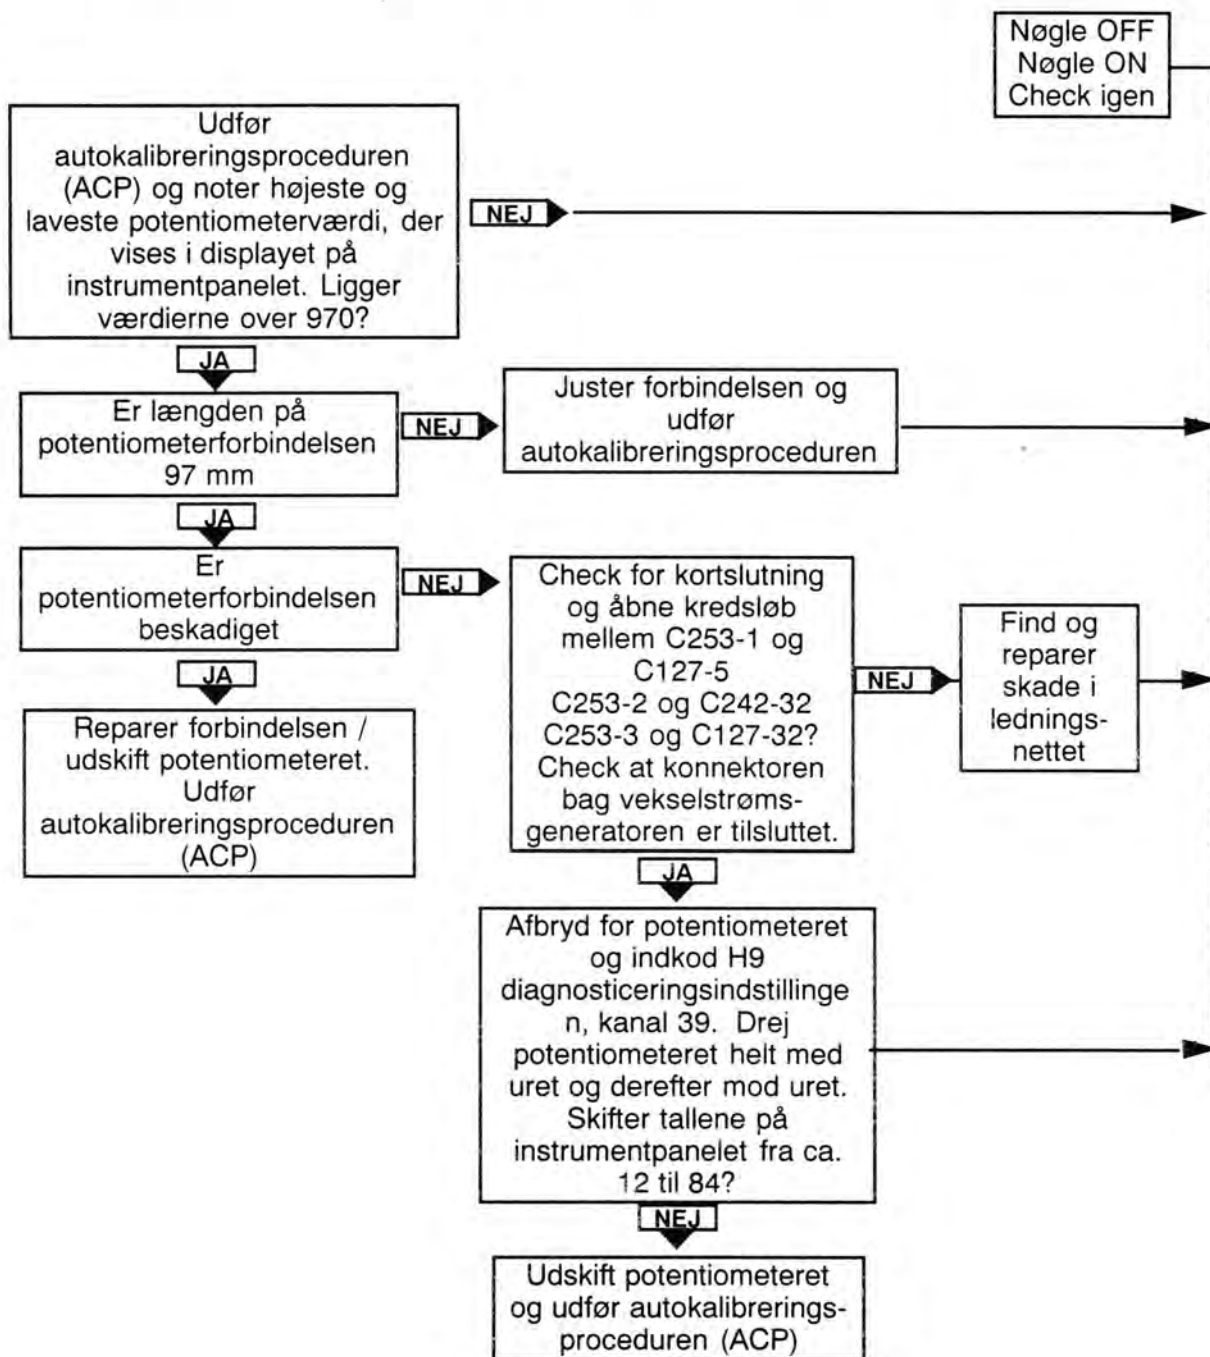 Nøgle OFF
Nøgle ON
Check igen
Udfør
autokalibreringsproceduren
(ACP) og noter højeste og
laveste potentiometerværdi, der
vises i displayet på
instrumentpanelet. Ligger
værdierne over 970?
NEJ
JA
Er længden på
potentiometerforbindelsen
97 mm
NEJ
Juster forbindelsen og
udfør
autokalibreringsproceduren
JA
Er
potentiometerforbindelsen
beskadiget
NEJ
Check for kortslutning
og åbne kredsløb
mellem C253-1 og
C127-5
C253-2 og C242-32
C253-3 og C127-32?
Check at konnektoren
bag vekselstrøms-
generatoren er tilsluttet.
NEJ
Find og
reparer
skade i
lednings-
nettet
JA
Reparer forbindelsen /
udskift potentiometeret.
Udfør
autokalibreringsproceduren
(ACP)
JA
Afbryd for potentiometeret
og indkod H9
diagnosticeringsindstillinge
n, kanal 39. Drej
potentiometeret helt med
uret og derefter mod uret.
Skifter tallene på
instrumentpanelet fra ca.
12 til 84?
NEJ
Udskift potentiometeret
og udfør autokalibrerings-
proceduren (ACP)